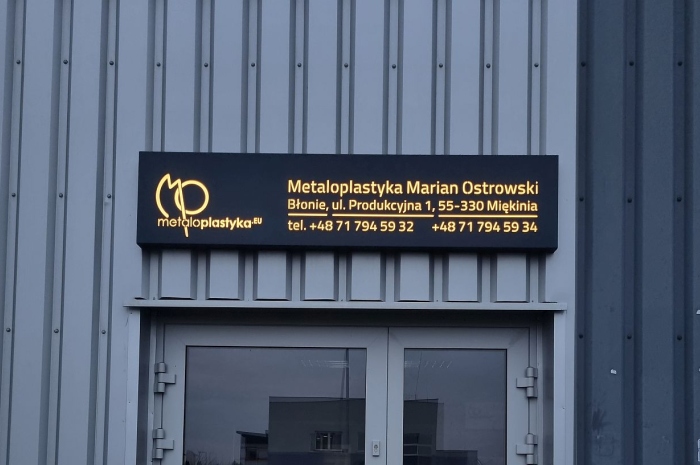 mp
metaloplastyka.EU
Metaloplastyka Marian Ostrowski
Błonie, ul. Produkcyjna 1, 55-330 Miękinia
tel. +48 71 794 59 32 +48 71 794 59 34